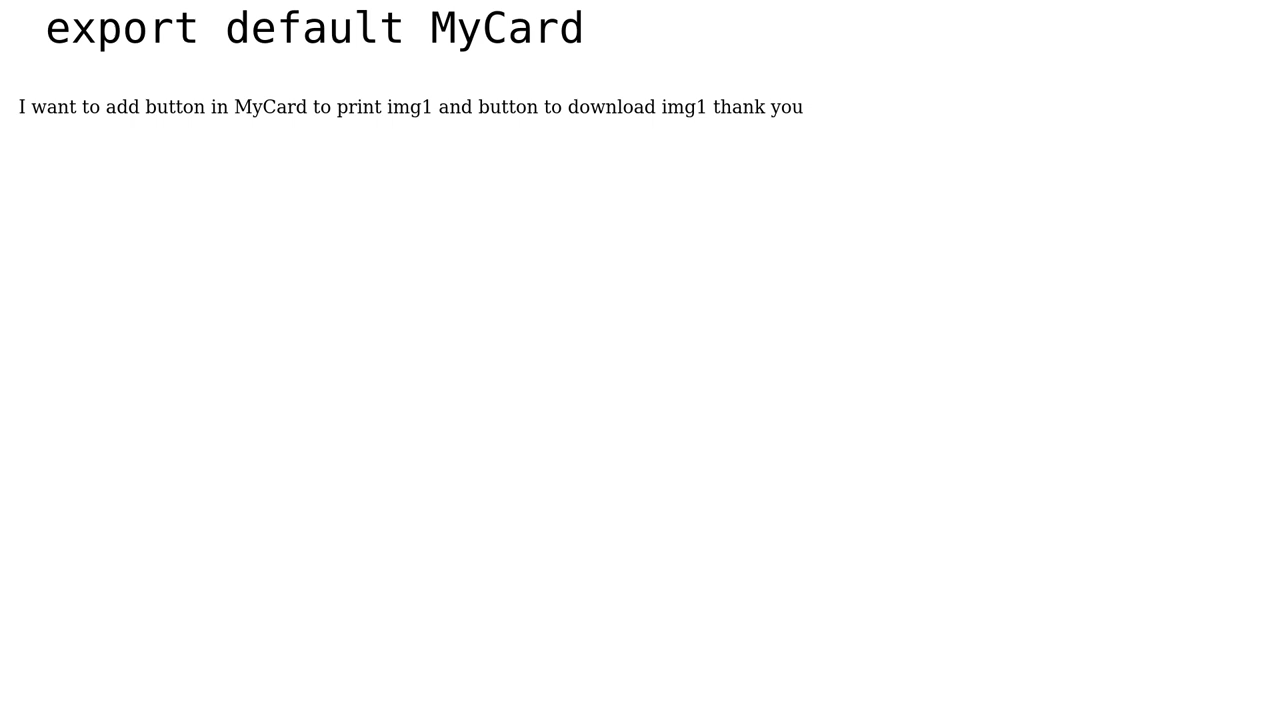 export default MyCard
I want to add button in MyCard to print img1 and button to download img1 thank you